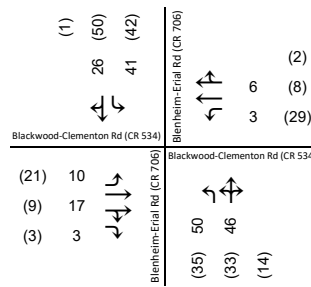 (1) (50) (42)
26 41
Blackwood-Clementon Rd (CR 534)
Blenheim-Erial Rd (CR 706)
(2)
6 (8)
3 (29)
(21) 10
(9) 17
(3) 3
Blenheim-Erial Rd (CR 706)
Blackwood-Clementon Rd (CR 534
50 46
(35) (33) (14)